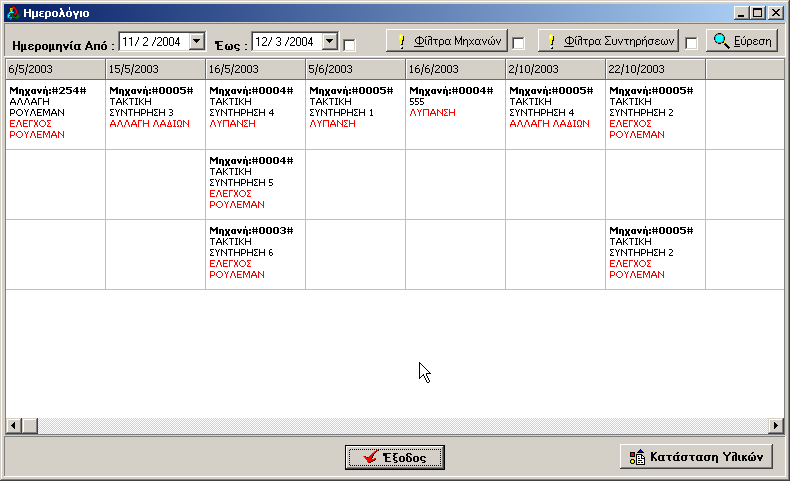 Ημερολόγιο
Ημερομηνία Από : 11/ 2 /2004 Έως : 12/ 3 /2004 ! Φίλτρα Μηχανών ! Φίλτρα Συντηρήσεων Εύρεση
6/5/2003 15/5/2003 16/5/2003 5/6/2003 16/6/2003 2/10/2003 22/10/2003
Μηχανή:#254# Μηχανή:#0005# Μηχανή:#0004# Μηχανή:#0005# Μηχανή:#0004# Μηχανή:#0005# Μηχανή:#0005#
ΑΛΛΑΓΗ ΤΑΚΤΙΚΗ ΤΑΚΤΙΚΗ ΤΑΚΤΙΚΗ 555 ΤΑΚΤΙΚΗ ΤΑΚΤΙΚΗ
ΡΟΥΛΕΜΑΝ ΣΥΝΤΗΡΗΣΗ 3 ΣΥΝΤΗΡΗΣΗ 4 ΣΥΝΤΗΡΗΣΗ 1 ΛΥΠΑΝΣΗ ΣΥΝΤΗΡΗΣΗ 4 ΣΥΝΤΗΡΗΣΗ 2
ΕΛΕΓΧΟΣ ΑΛΛΑΓΗ ΛΑΔΙΩΝ ΛΥΠΑΝΣΗ ΛΥΠΑΝΣΗ ΑΛΛΑΓΗ ΛΑΔΙΩΝ ΕΛΕΓΧΟΣ
ΡΟΥΛΕΜΑΝ ΡΟΥΛΕΜΑΝ
Μηχανή:#0004#
ΤΑΚΤΙΚΗ
ΣΥΝΤΗΡΗΣΗ 5
ΕΛΕΓΧΟΣ
ΡΟΥΛΕΜΑΝ
Μηχανή:#0003# Μηχανή:#0005#
ΤΑΚΤΙΚΗ ΤΑΚΤΙΚΗ
ΣΥΝΤΗΡΗΣΗ 6 ΣΥΝΤΗΡΗΣΗ 2
ΕΛΕΓΧΟΣ ΕΛΕΓΧΟΣ
ΡΟΥΛΕΜΑΝ ΡΟΥΛΕΜΑΝ
Έξοδος Κατάσταση Υλικών